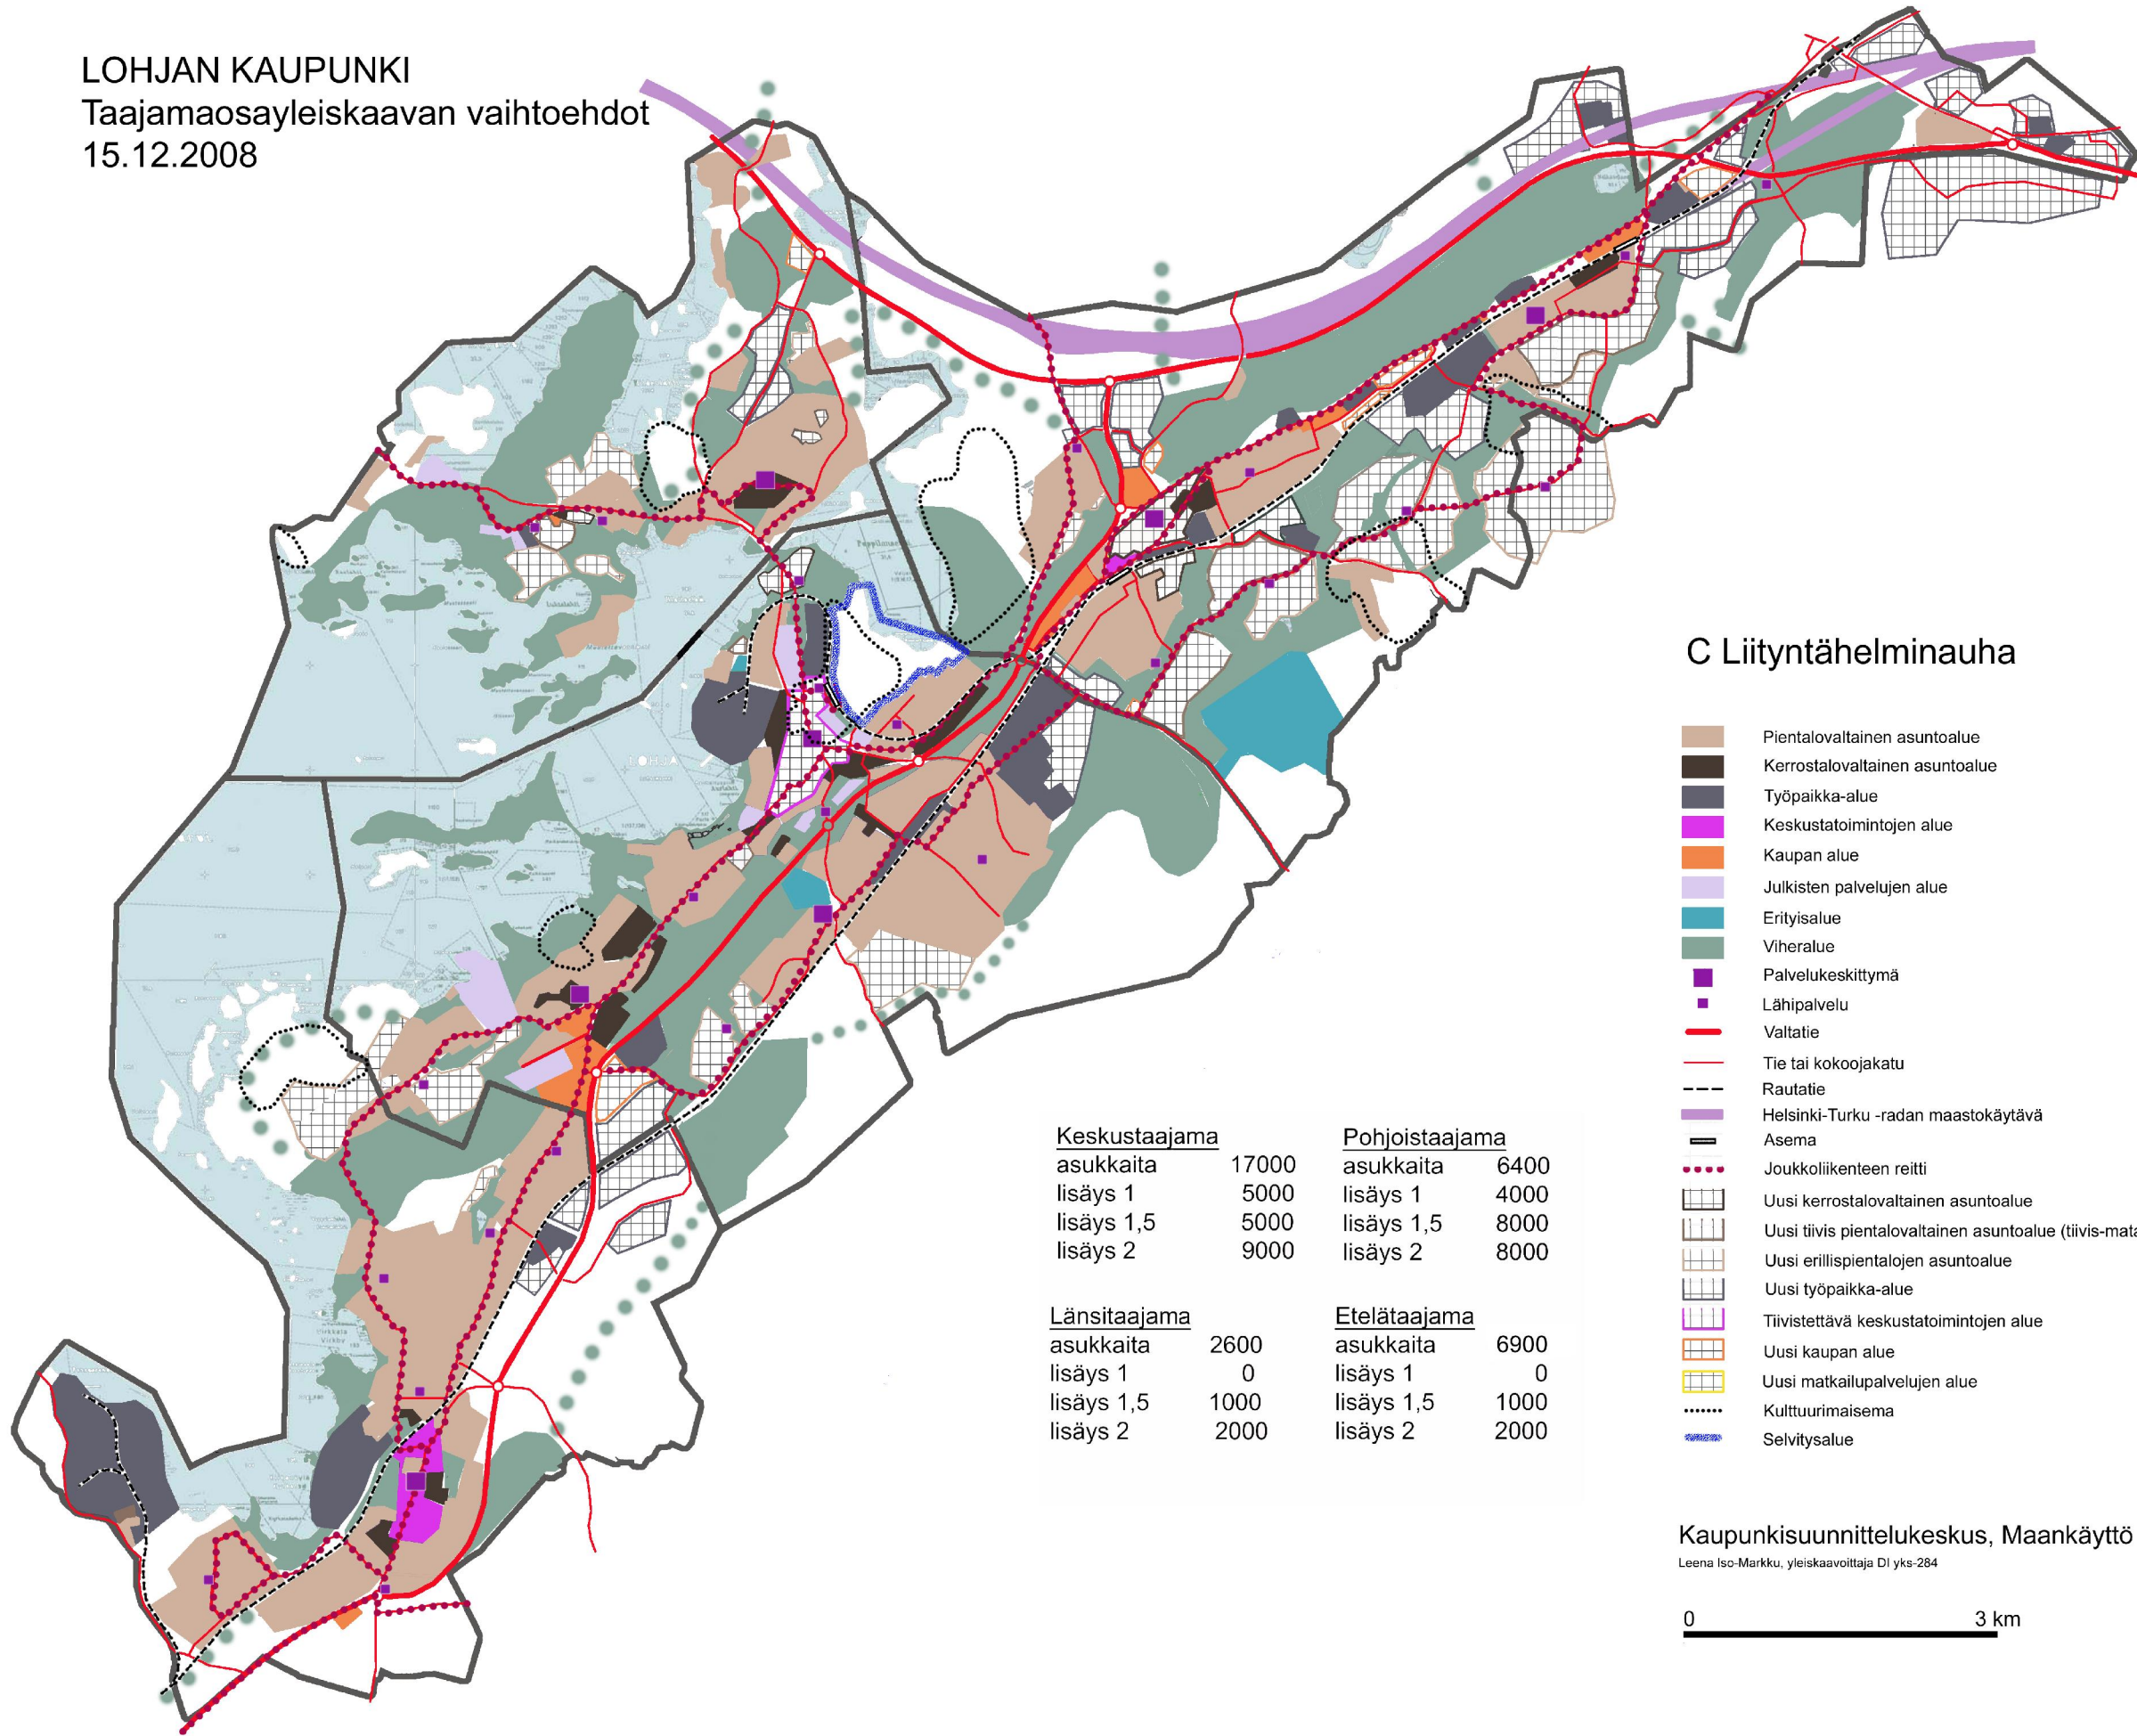 LOHJAN KAUPUNKI
Taajamaosayleiskaavan vaihtoehdot
15.12.2008
LOHJA
Virkkala
Virkby
C Liityntähelminauha
Pientalovaltainen asuntoalue
Kerrostalovaltainen asuntoalue
Työpaikka-alue
Keskustatoimintojen alue
Kaupan alue
Julkisten palvelujen alue
Erityisalue
Viheralue
Palvelukeskittymä
Lähipalvelu
Valtatie
Tie tai kokoojakatu
Rautatie
Helsinki-Turku -radan maastokäytävä
Asema
Joukkoliikenteen reitti
Uusi kerrostalovaltainen asuntoalue
Uusi tiivis pientalovaltainen asuntoalue (tiivis-mata
Uusi erillispientalojen asuntoalue
Uusi työpaikka-alue
Tiivistettävä keskustatoimintojen alue
Uusi kaupan alue
Uusi matkailupalvelujen alue
Kulttuurimaisema
Selvitysalue
Keskustaajama
asukkaita 17000
lisäys 1 5000
lisäys 1,5 5000
lisäys 2 9000
Pohjoistaajama
asukkaita 6400
lisäys 1 4000
lisäys 1,5 8000
lisäys 2 8000
Länsitaajama
asukkaita 2600
lisäys 1 0
lisäys 1,5 1000
lisäys 2 2000
Etelätaajama
asukkaita 6900
lisäys 1 0
lisäys 1,5 1000
lisäys 2 2000
Kaupunkisuunnittelukeskus, Maankäyttö
Leena Iso-Markku, yleiskaavoittaja DI yks-284
0 3 km